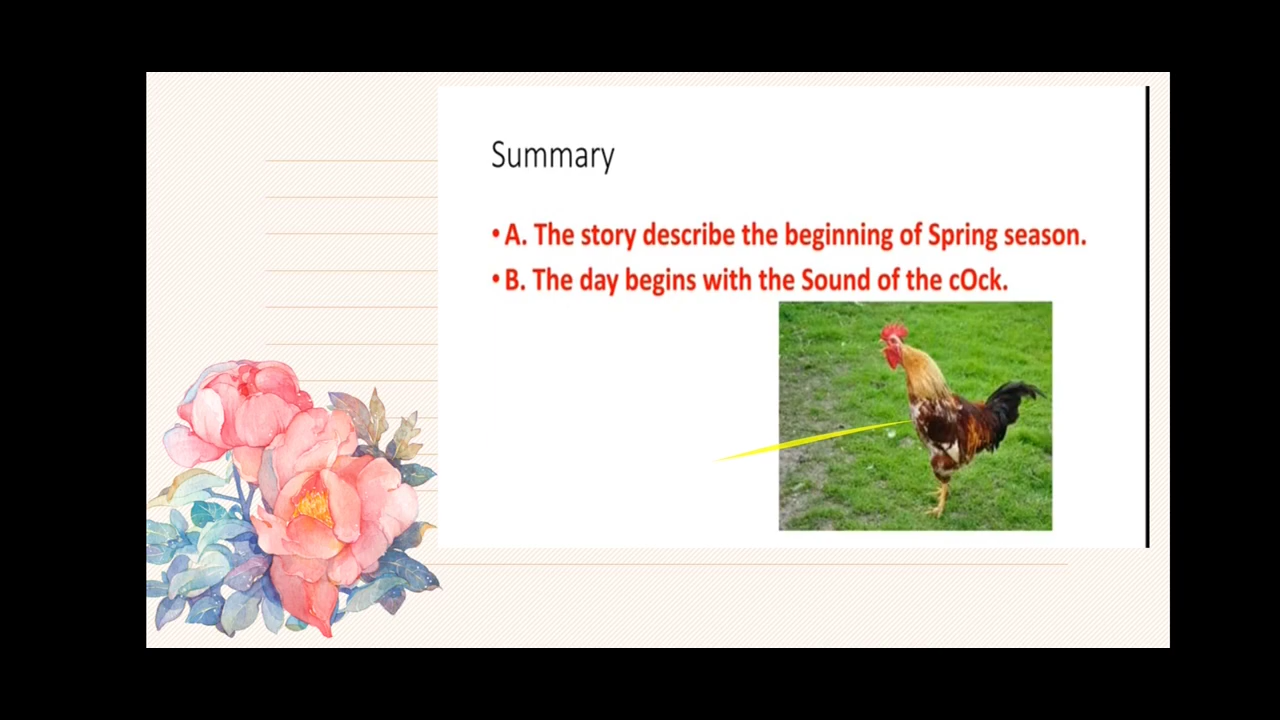 Summary
• A. The story describe the beginning of Spring season.
• B. The day begins with the Sound of the cOck.